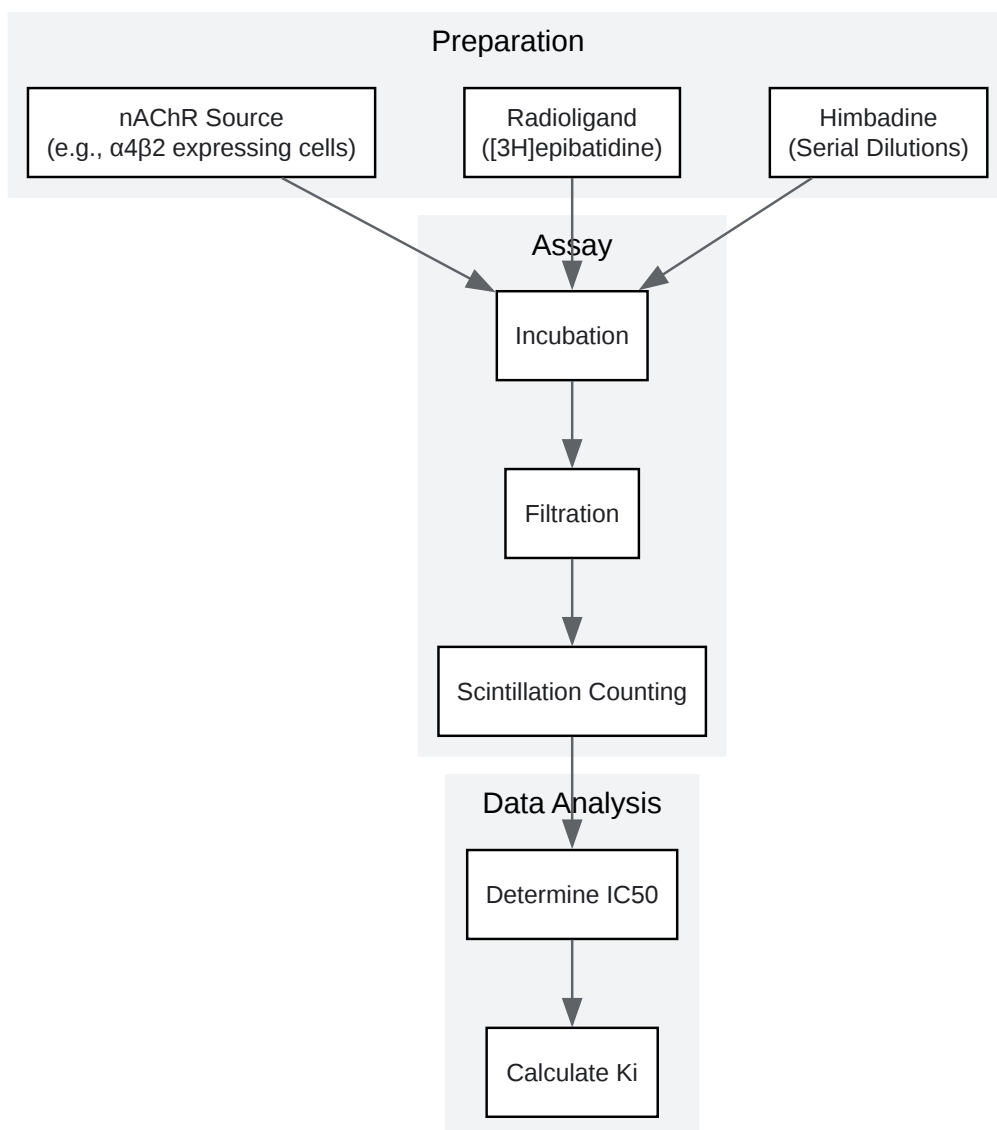 Preparation
nAChR Source
(e.g., α4β2 expressing cells)
Radioligand
([3H]epibatidine)
Himbadine
(Serial Dilutions)
Assay
Incubation
Filtration
Scintillation Counting
Data Analysis
Determine IC50
Calculate Ki